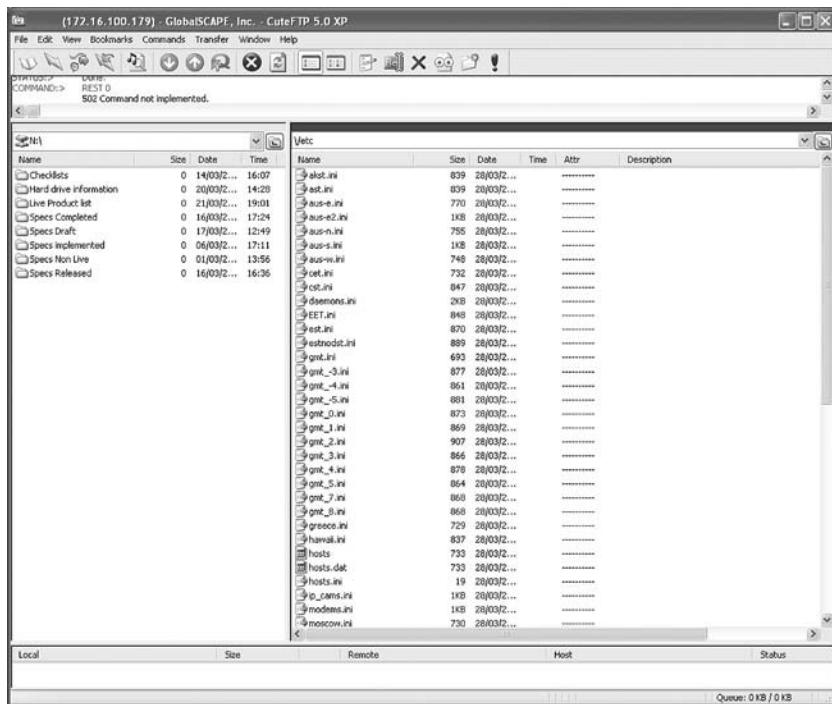 (172.16.100.179) - GlobalSCAPE, Inc. - CuteFTP 5.0 XP
File Edit View Bookmarks Commands Transfer Window Help
STATUS:> Done.
COMMAND:> REST 0
502 Command not implemented.
N:\
\/etc
Name Size Date Time
Checklists 0 14/03/2... 16:07
Hard drive information 0 20/03/2... 14:28
Live Product list 0 21/03/2... 19:01
Specs Completed 0 16/03/2... 17:24
Specs Draft 0 17/03/2... 12:49
Specs implemented 0 06/03/2... 17:11
Specs Non Live 0 01/03/2... 13:56
Specs Released 0 16/03/2... 16:36
Name Size Date Time Attr Description
akst.ini 839 28/03/2... ----------
ast.ini 839 28/03/2... ----------
aus-e.ini 770 28/03/2... ----------
aus-e2.ini 1KB 28/03/2... ----------
aus-n.ini 755 28/03/2... ----------
aus-s.ini 1KB 28/03/2... ----------
aus-w.ini 748 28/03/2... ----------
cet.ini 732 28/03/2... ----------
cst.ini 847 28/03/2... ----------
daemons.ini 2KB 28/03/2... ----------
EET.ini 848 28/03/2... ----------
est.ini 870 28/03/2... ----------
estnodst.ini 889 28/03/2... ----------
gmt.ini 693 28/03/2... ----------
gmt_-3.ini 877 28/03/2... ----------
gmt_-4.ini 861 28/03/2... ----------
gmt_-5.ini 881 28/03/2... ----------
gmt_0.ini 873 28/03/2... ----------
gmt_1.ini 869 28/03/2... ----------
gmt_2.ini 907 28/03/2... ----------
gmt_3.ini 866 28/03/2... ----------
gmt_4.ini 878 28/03/2... ----------
gmt_5.ini 864 28/03/2... ----------
gmt_7.ini 868 28/03/2... ----------
gmt_8.ini 868 28/03/2... ----------
greece.ini 729 28/03/2... ----------
hawaii.ini 837 28/03/2... ----------
hosts 733 28/03/2... ----------
hosts.dat 733 28/03/2... ----------
hosts.ini 19 28/03/2... ----------
ip_cams.ini 1KB 28/03/2... ----------
modems.ini 1KB 28/03/2... ----------
moscow.ini 730 28/03/2... ----------
Local Size Remote Host Status
Queue: 0 KB / 0 KB